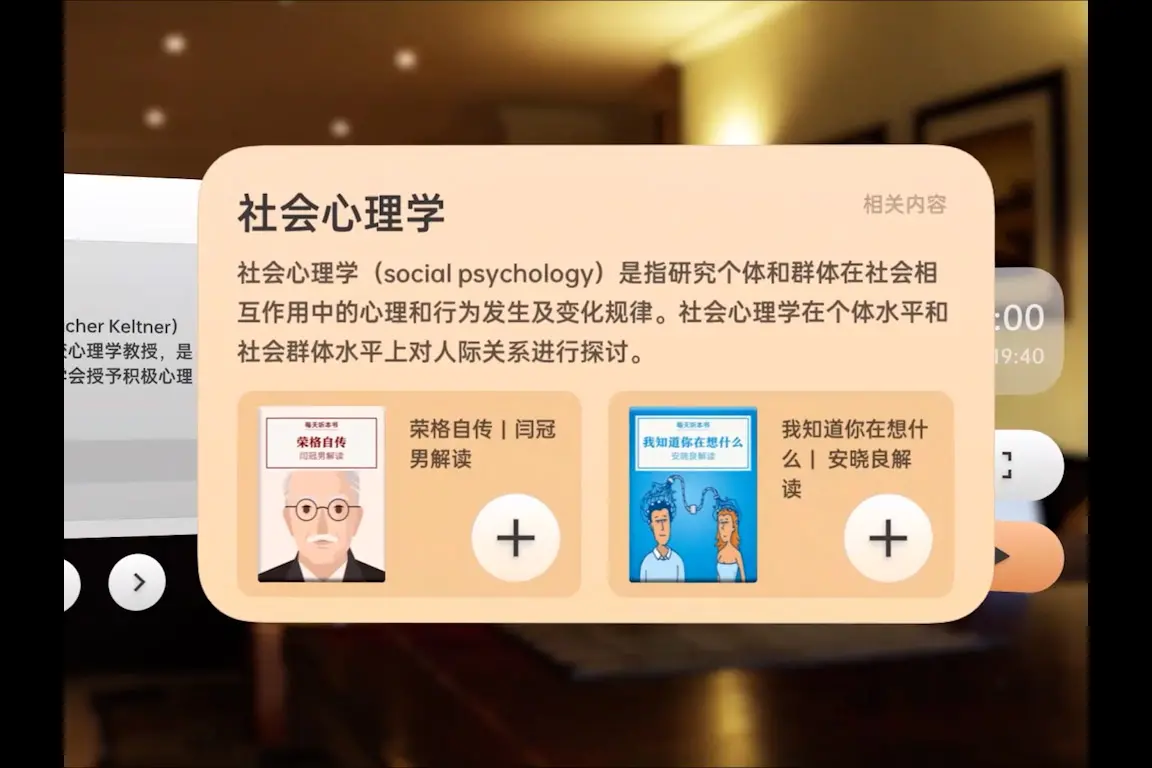 社会心理学
相关内容
社会心理学（social psychology）是指研究个体和群体在社会相
互作用中的心理和行为发生及变化规律。社会心理学在个体水平和
社会群体水平上对人际关系进行探讨。
cher Keltner)
心理学教授，是
会授予积极心理
:00
19:40
每天听本书
荣格自传
闫冠男解读
荣格自传 | 闫冠
男解读
每天听本书
我知道你在想什么
安晓良解读
我知道你在想什
么 | 安晓良解
读